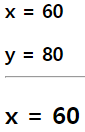 x = 60
y = 80
x = 60